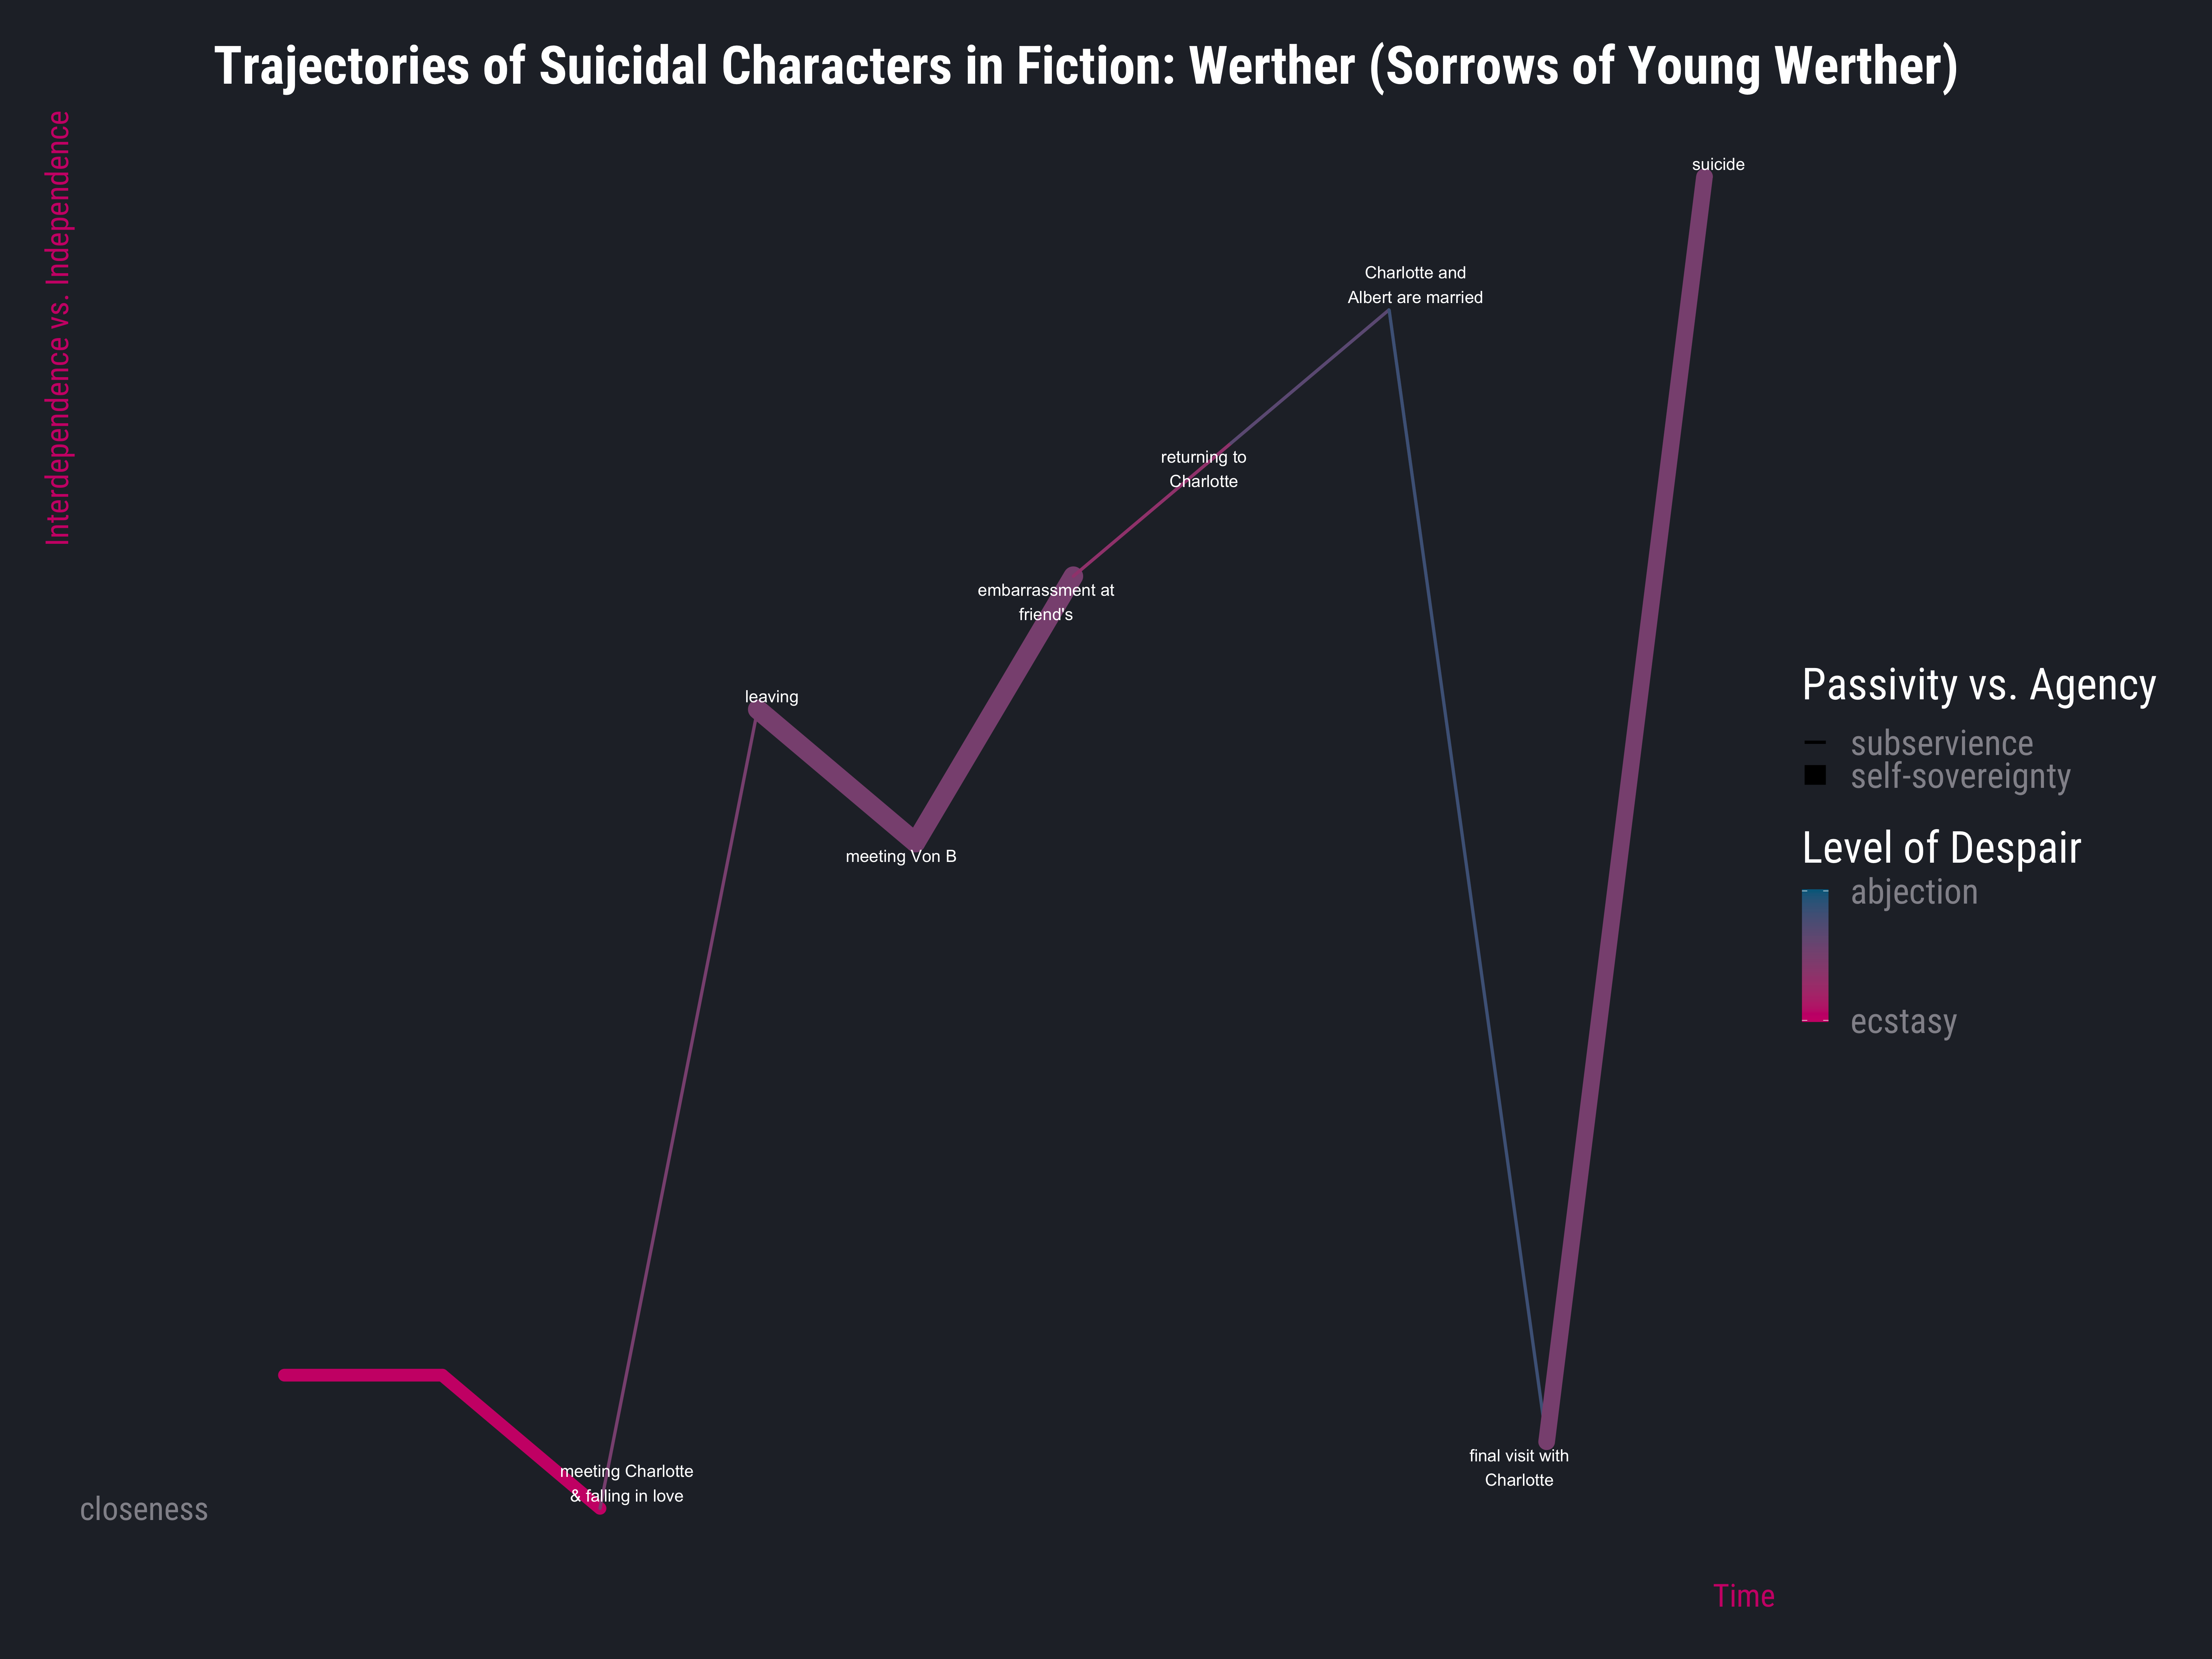 Trajectories of Suicidal Characters in Fiction: Werther (Sorrows of Young Werther)
Interdependence vs. Independence
suicide
Charlotte and
Albert are married
returning to
Charlotte
embarrassment at
friend's
leaving
meeting Von B
Passivity vs. Agency
subservience
self-sovereignty
Level of Despair
abjection
ecstasy
meeting Charlotte
& falling in love
final visit with
Charlotte
closeness
Time